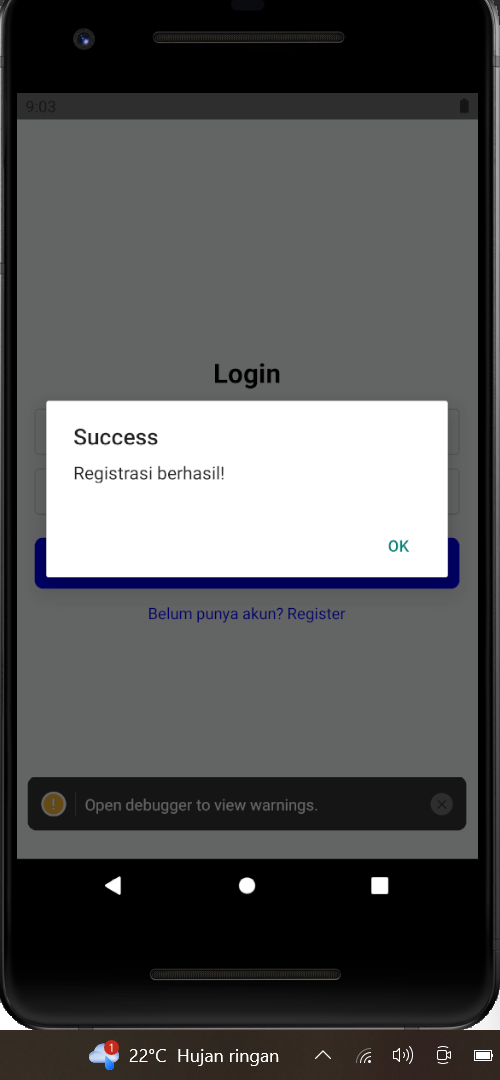 9:03
Login
Success
Registrasi berhasil!
OK
Belum punya akun? Register
! Open debugger to view warnings.
1
22°C Hujan ringan